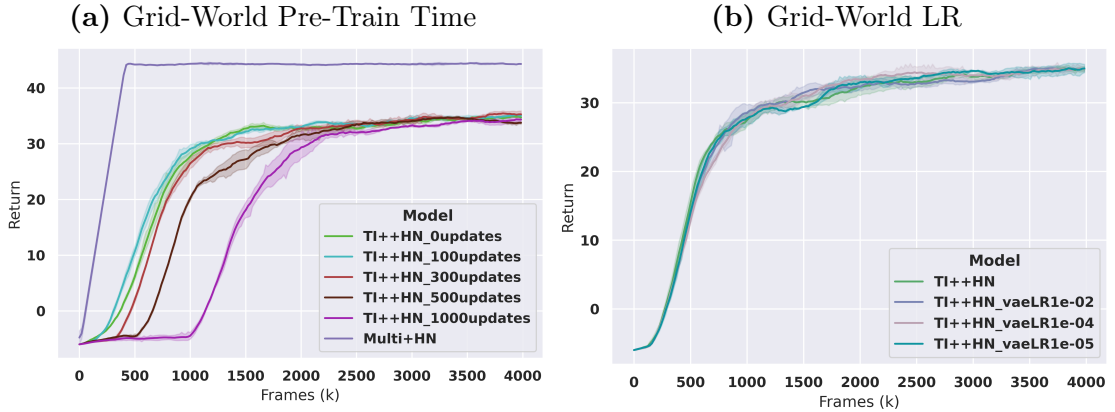 (a) Grid-World Pre-Train Time
40
30
20
10
0
Return
0 500 1000 1500 2000 2500 3000 3500 4000
Frames (k)
Model
TI++HN_0updates
TI++HN_100updates
TI++HN_300updates
TI++HN_500updates
TI++HN_1000updates
Multi+HN
(b) Grid-World LR
30
20
10
0
Return
0 500 1000 1500 2000 2500 3000 3500 4000
Frames (k)
Model
TI++HN
TI++HN_vaeLR1e-02
TI++HN_vaeLR1e-04
TI++HN_vaeLR1e-05